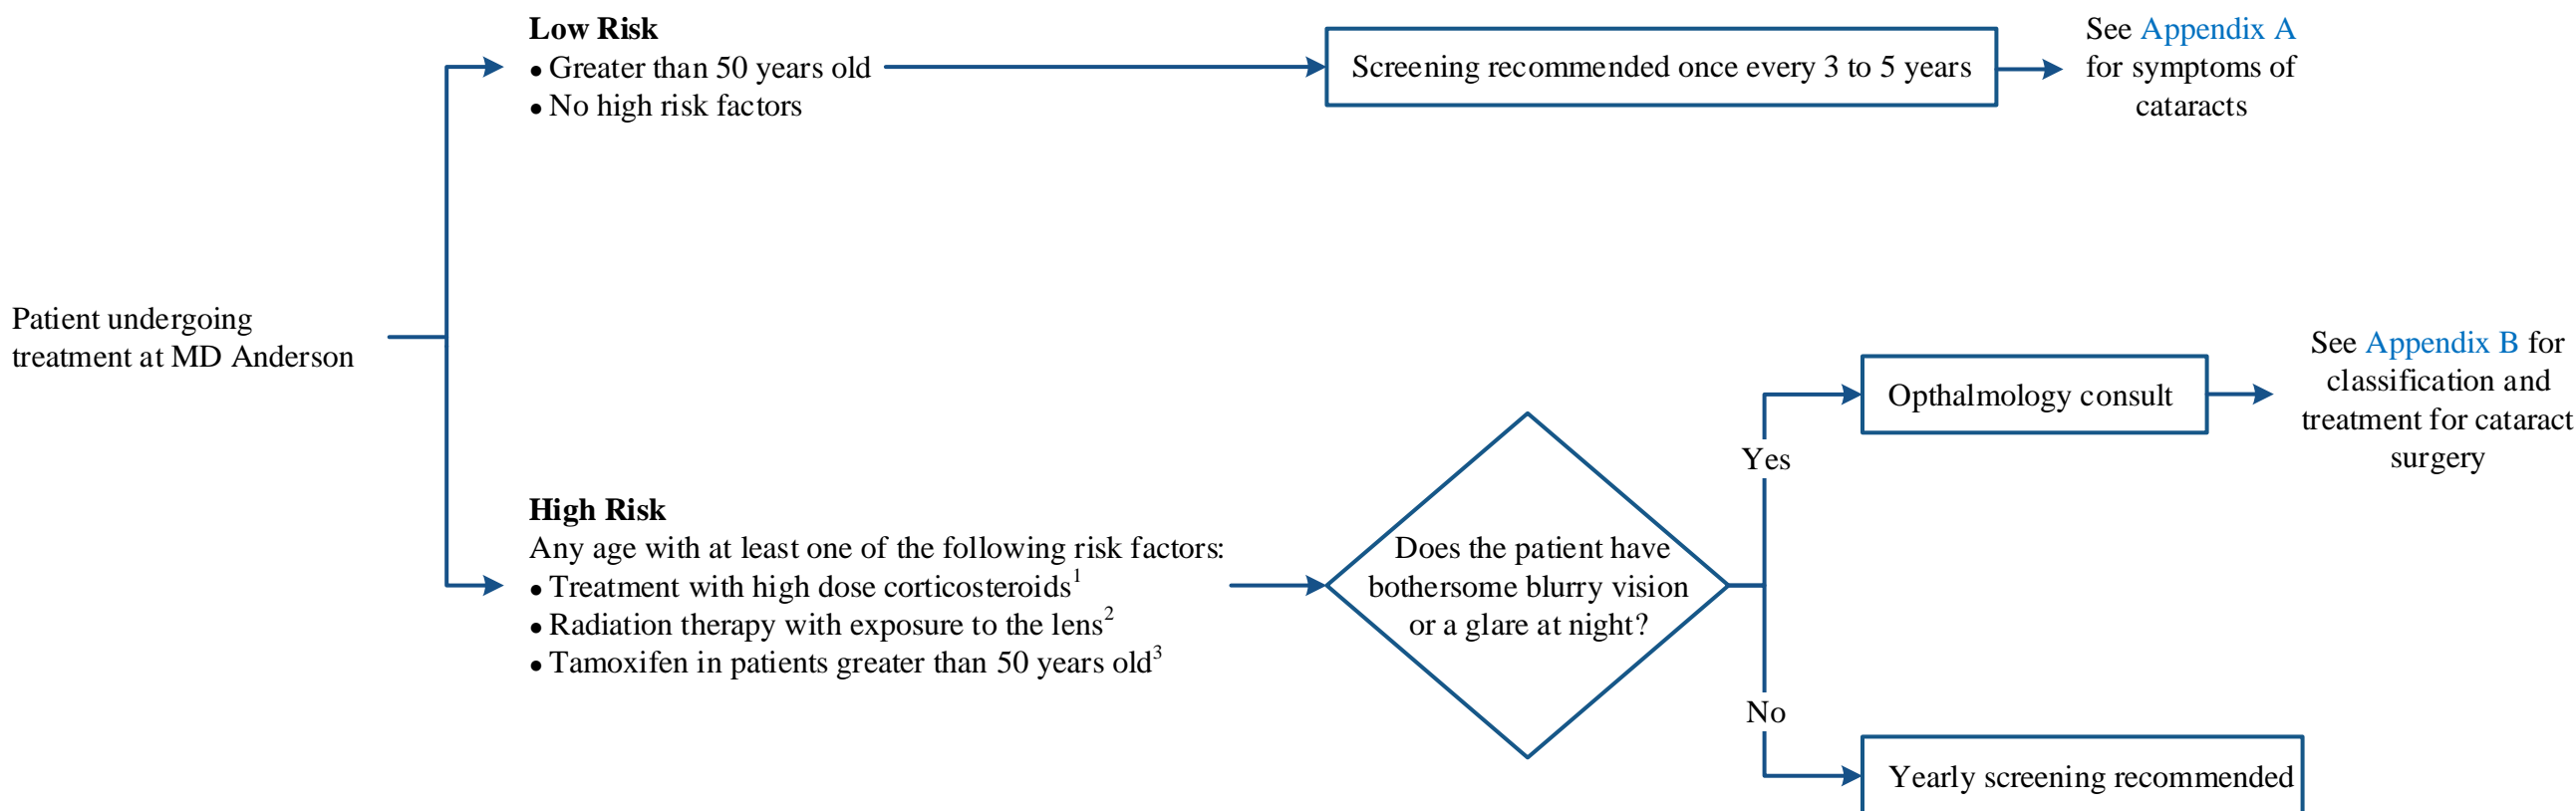 Low Risk
• Greater than 50 years old
• No high risk factors
Screening recommended once every 3 to 5 years
See Appendix A
for symptoms of
cataracts
Patient undergoing
treatment at MD Anderson
High Risk
Any age with at least one of the following risk factors:
• Treatment with high dose corticosteroids1
• Radiation therapy with exposure to the lens2
• Tamoxifen in patients greater than 50 years old3
Does the patient have
bothersome blurry vision
or a glare at night?
Yes
Opthalmology consult
See Appendix B for
classification and
treatment for cataract
surgery
No
Yearly screening recommended